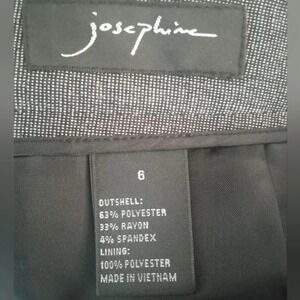 josephine
6
OUTSHELL:
63% POLYESTER
33% RAYON
4% SPANDEX
LINING:
100% POLYESTER
MADE IN VIETNAM